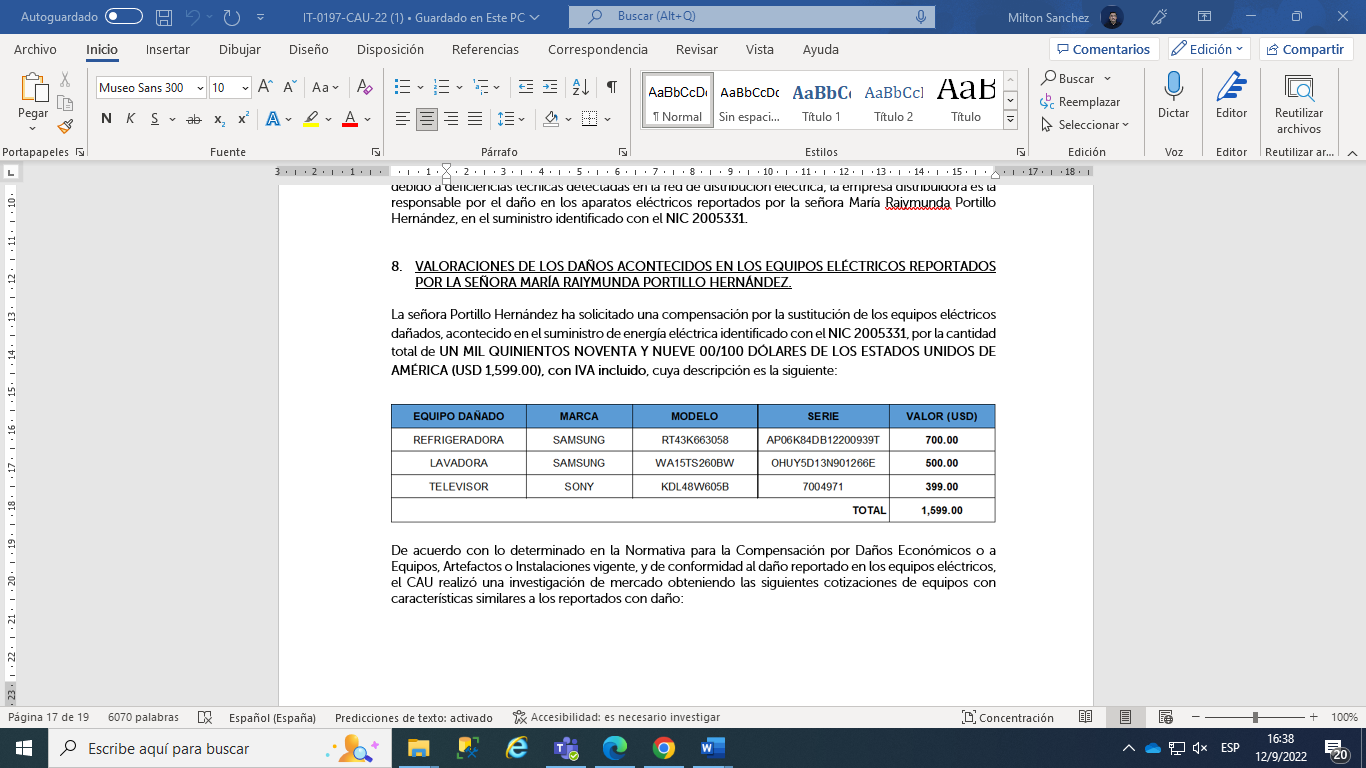 Autoguardado
IT-0197-CAU-22 (1) • Guardado en Este PC
Buscar (Alt+Q)
Milton Sanchez
Archivo Inicio Insertar Dibujar Diseño Disposición Referencias Correspondencia Revisar Vista Ayuda
Comentarios Edición Compartir
Pegar
Museo Sans 300 10
N K S ab x₂ x²
Portapapeles Fuente Párrafo Estilos Edición Voz Editor Reutilizar ar...
AaBbCcDc AaBbCcDc AaBbCc AaBbCcI AaB
¶ Normal Sin espaci... Título 1 Título 2 Título
Buscar
Reemplazar
Seleccionar
Dictar
Editor
Reutilizar
archivos
debido a deficiencias técnicas detectadas en la red de distribución eléctrica, la empresa distribuidora es la
responsable por el daño en los aparatos eléctricos reportados por la señora María Raiymunda Portillo
Hernández, en el suministro identificado con el NIC 2005331.
8. VALORACIONES DE LOS DAÑOS ACONTECIDOS EN LOS EQUIPOS ELÉCTRICOS REPORTADOS
POR LA SEÑORA MARÍA RAIYMUNDA PORTILLO HERNÁNDEZ.
La señora Portillo Hernández ha solicitado una compensación por la sustitución de los equipos eléctricos
dañados, acontecido en el suministro de energía eléctrica identificado con el NIC 2005331, por la cantidad
total de UN MIL QUINIENTOS NOVENTA Y NUEVE 00/100 DÓLARES DE LOS ESTADOS UNIDOS DE
AMÉRICA (USD 1,599.00), con IVA incluido, cuya descripción es la siguiente:
EQUIPO DAÑADO MARCA MODELO SERIE VALOR (USD)
REFRIGERADORA SAMSUNG RT43K663058 AP06K84DB12200939T 700.00
LAVADORA SAMSUNG WA15TS260BW OHUY5D13N901266E 500.00
TELEVISOR SONY KDL48W605B 7004971 399.00
TOTAL 1,599.00
De acuerdo con lo determinado en la Normativa para la Compensación por Daños Económicos o a
Equipos, Artefactos o Instalaciones vigente, y de conformidad al daño reportado en los equipos eléctricos,
el CAU realizó una investigación de mercado obteniendo las siguientes cotizaciones de equipos con
características similares a los reportados con daño:
Página 17 de 19 6070 palabras Español (España) Predicciones de texto: activado Accesibilidad: es necesario investigar Concentración 100%
Escribe aquí para buscar
ESP
16:38
12/9/2022
20